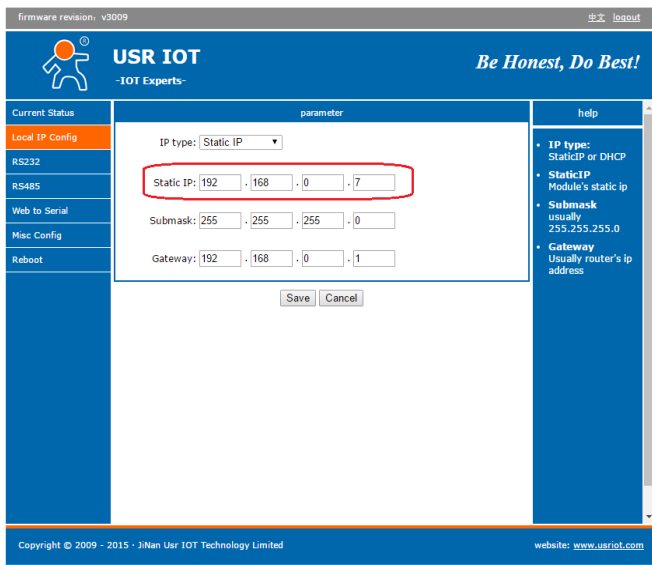 firmware revision: v3009
中文 logout
®
USR IOT
-IOT Experts-
Be Honest, Do Best!
Current Status
Local IP Config
RS232
RS485
Web to Serial
Misc Config
Reboot
parameter
IP type: Static IP
Static IP: 192 . 168 . 0 . 7
Submask: 255 . 255 . 255 . 0
Gateway: 192 . 168 . 0 . 1
Save Cancel
help
• IP type:
StaticIP or DHCP
• StaticIP
Module's static ip
• Submask
usually
255.255.255.0
• Gateway
Usually router's ip
address
Copyright © 2009 - 2015 · JiNan Usr IOT Technology Limited
website: www.usriot.com